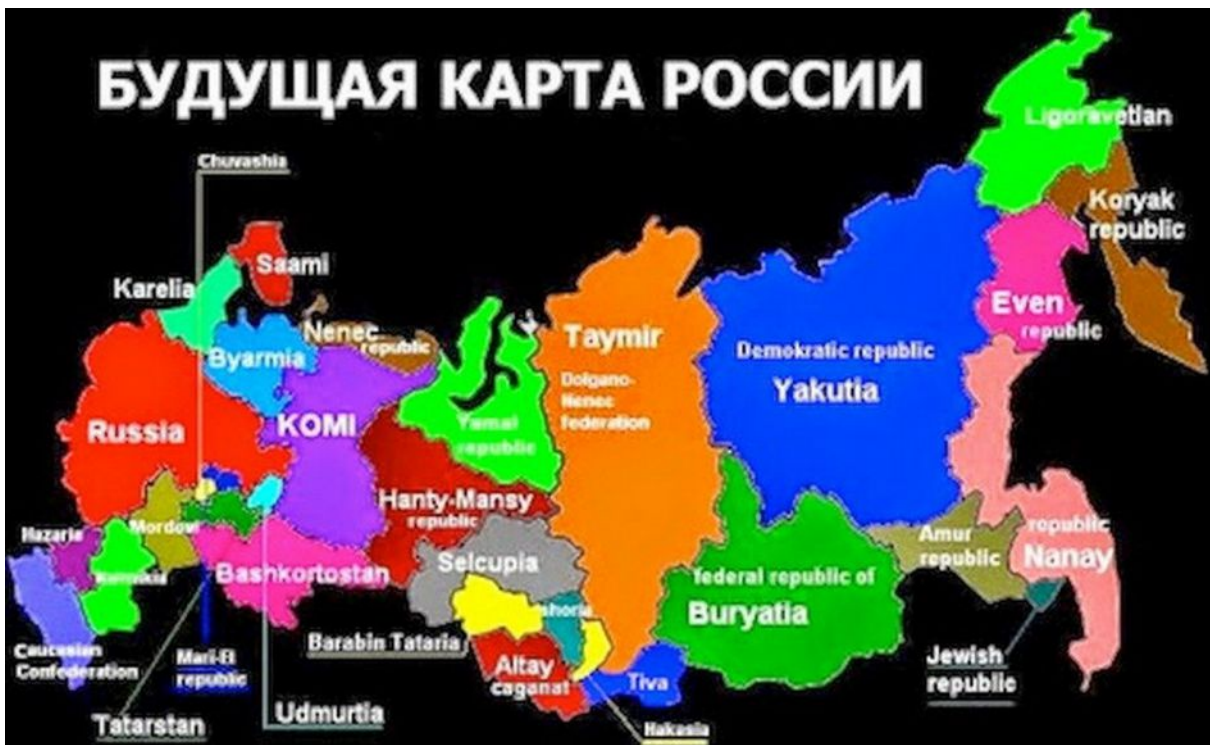 БУДУЩАЯ КАРТА РОССИИ
Ligoravetlan
Chuvashia
Koryak
republic
Saami
Karelia
Even
republic
Nenec
republic
Taymir
Byarmia
Demokratic republic
Yakutia
Dolgano-
Nenec
federation
KOMI
Yamal
republic
Russia
Hanty-Mansy
republic
Mordovi
Hazaria
Amur
republic
republic
Nanay
Selcupia
Bashkortostan
federal republic of
Buryatia
shoria
Barabin Tataria
Caucasian
Confederation
Mari-El
republic
Altay
caganat
Tiva
Jewish
republic
Tatarstan
Udmurtia
Hakasia